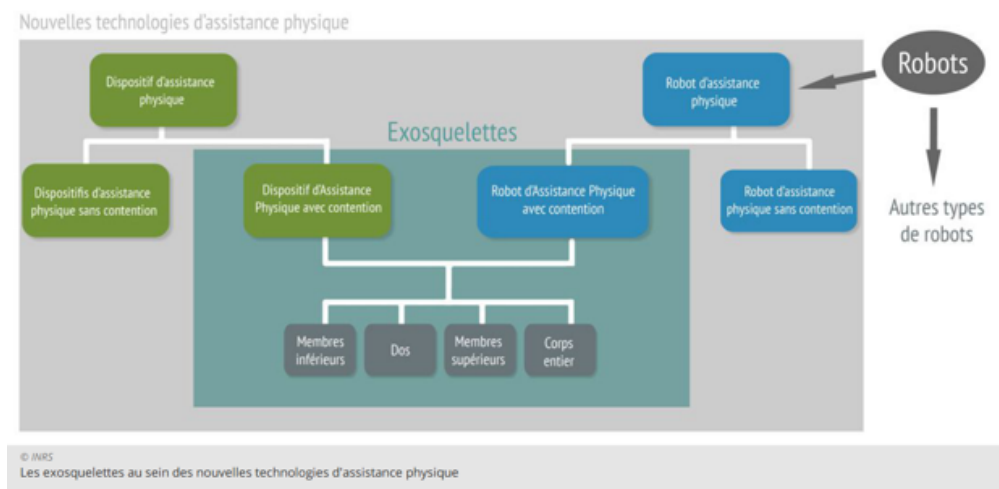 Nouvelles technologies d'assistance physique
Robots
Dispositif d'assistance
physique
Robot d'assistance
physique
Exosquelettes
Dispositifs d'assistance
physique sans contention
Dispositif d'Assistance
Physique avec contention
Robot d'Assistance Physique
avec contention
Robot d'assistance
physique sans contention
Autres types
de robots
Membres
inférieurs
Dos
Membres
supérieurs
Corps
entier
© INRS
Les exosquelettes au sein des nouvelles technologies d'assistance physique